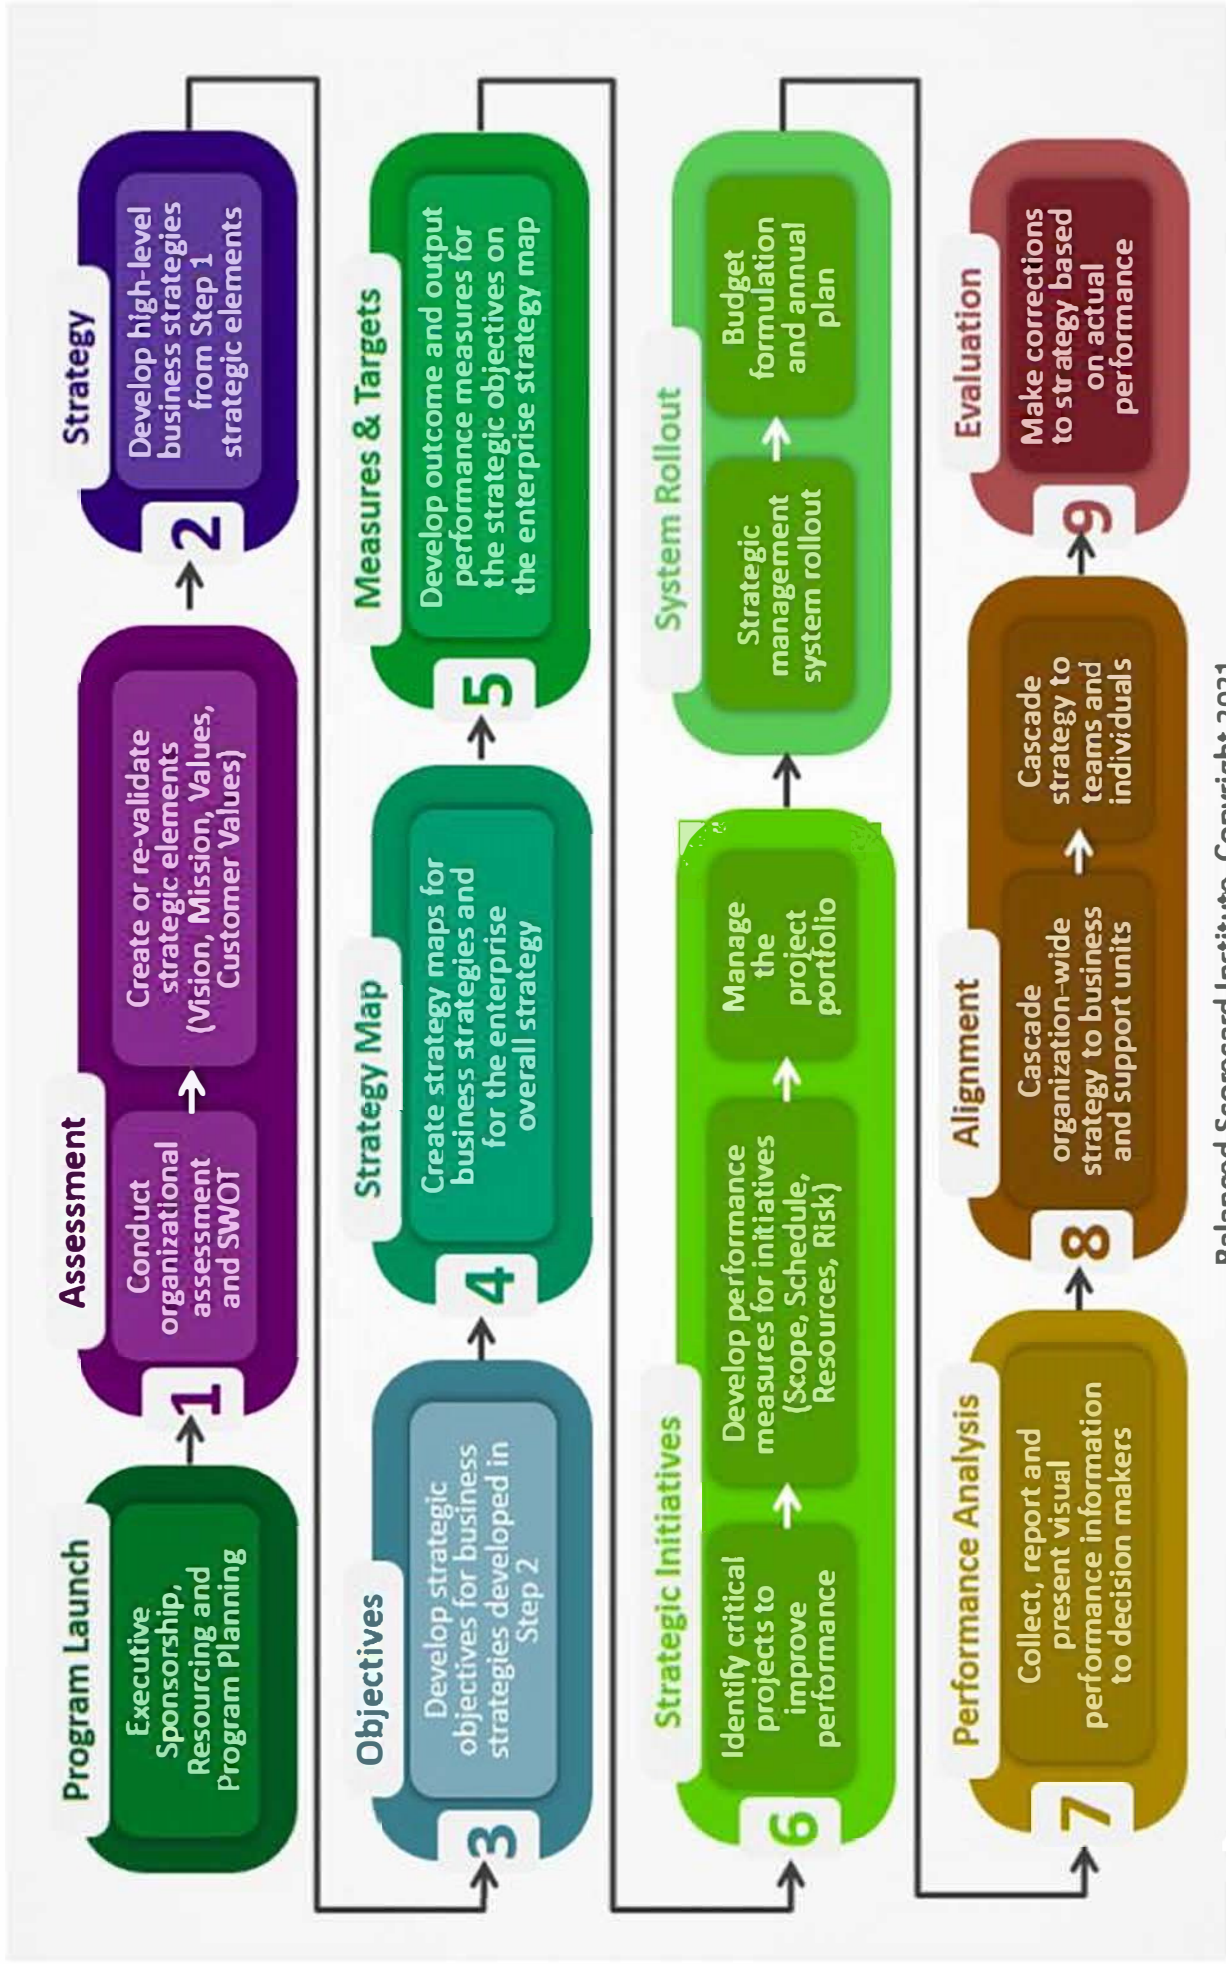 Program Launch
Executive
Sponsorship,
Resourcing and
Program Planning
Assessment
1
Conduct
organizational
assessment
and SWOT
Create or re-validate
strategic elements
(Vision, Mission, Values,
Customer Values)
Strategy
2
Develop high-level
business strategies
from Step 1
strategic elements
Objectives
3
Develop strategic
objectives for business
strategies developed in
Step 2
Strategy Map
4
Create strategy maps for
business strategies and
for the enterprise
overall strategy
Measures & Targets
5
Develop outcome and output
performance measures for
the strategic objectives on
the enterprise strategy map
Strategic Initiatives
6
Identify critical
projects to
improve
performance
Develop performance
measures for initiatives
(Scope, Schedule,
Resources, Risk)
Manage
the
project
portfolio
System Rollout
Strategic
management
system rollout
Budget
formulation
and annual
plan
Performance Analysis
7
Collect, report and
present visual
performance information
to decision makers
Alignment
8
Cascade
organization-wide
strategy to business
and support units
Cascade
strategy to
teams and
individuals
Evaluation
9
Make corrections
to strategy based
on actual
performance
Balanced Scorecard Institute, Copyright 2021